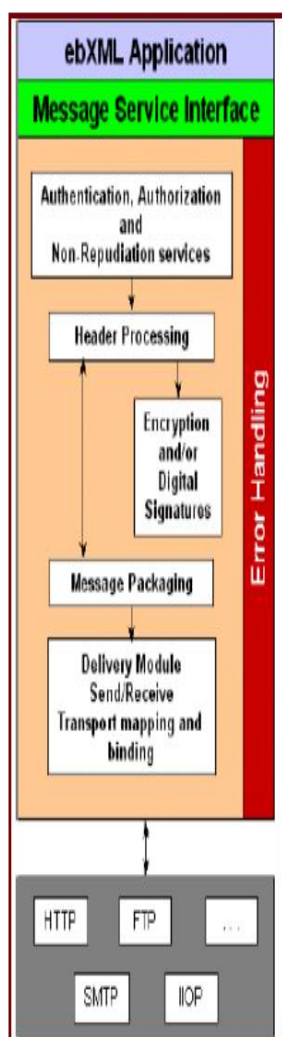 ebXML Application
Message Service Interface
Authentication, Authorization
and
Non-Repudiation services
Header Processing
Encryption
and/or
Digital
Signatures
Message Packaging
Delivery Module
Send/Receive
Transport mapping and
binding
Error Handling
HTTP
FTP
...
SMTP
IIOP